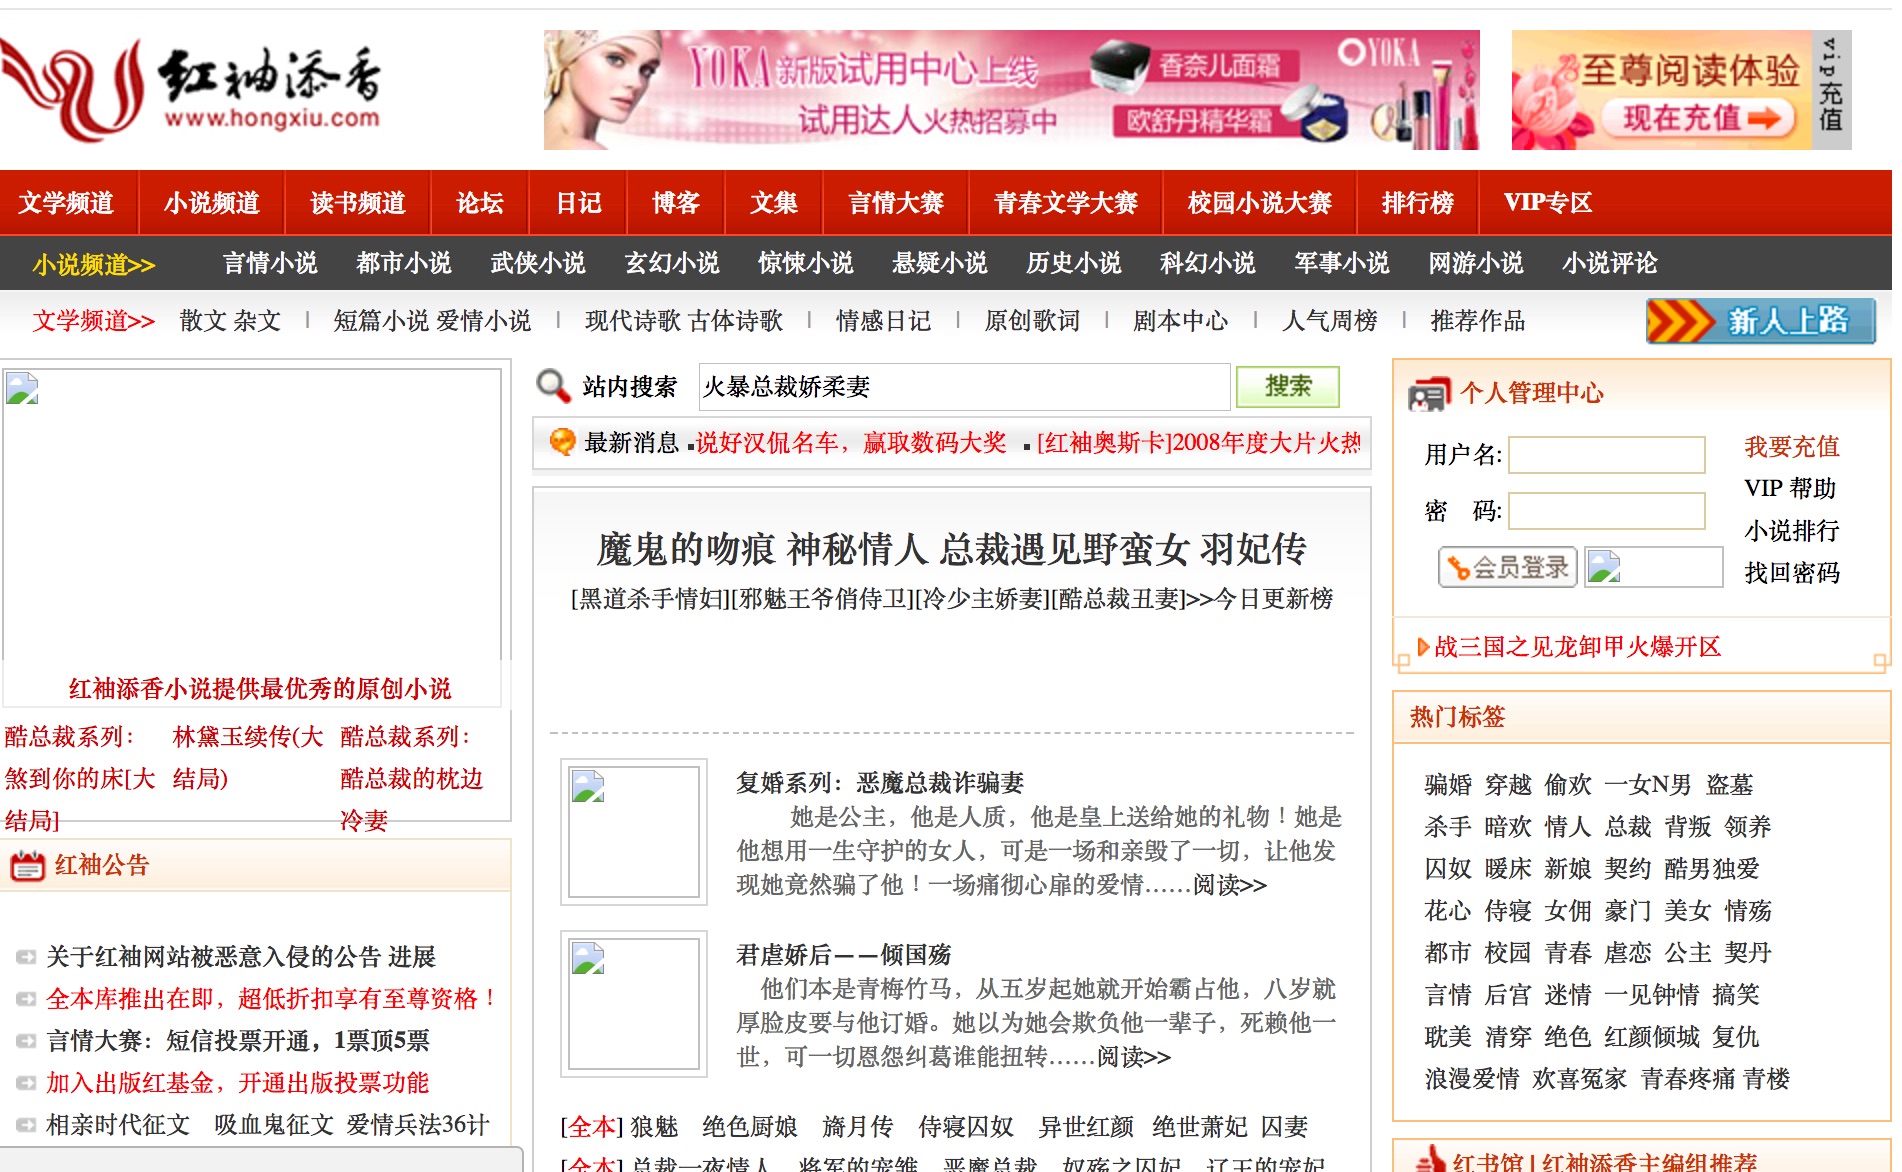 红袖添香
www.hongxiu.com
YOKA新版试用中心上线
试用达人火热招募中
香奈儿面霜
欧舒丹精华霜
YOKA
至尊阅读体验
现在充值
vip充值
文学频道 小说频道 读书频道 论坛 日记 博客 文集 言情大赛 青春文学大赛 校园小说大赛 排行榜 VIP专区
小说频道>> 言情小说 都市小说 武侠小说 玄幻小说 惊悚小说 悬疑小说 历史小说 科幻小说 军事小说 网游小说 小说评论
文学频道>> 散文 杂文 | 短篇小说 爱情小说 | 现代诗歌 古体诗歌 | 情感日记 | 原创歌词 | 剧本中心 | 人气周榜 | 推荐作品
新人上路
红袖添香小说提供最优秀的原创小说
酷总裁系列：煞到你的床[大结局]
林黛玉续传(大结局)
酷总裁系列：酷总裁的枕边冷妻
红袖公告
关于红袖网站被恶意入侵的公告 进展
全本库推出在即，超低折扣享有至尊资格！
言情大赛：短信投票开通，1票顶5票
加入出版红基金，开通出版投票功能
相亲时代征文 吸血鬼征文 爱情兵法36计
站内搜索 火暴总裁娇柔妻 搜索
最新消息 ▪说好汉侃名车，赢取数码大奖 ▪[红袖奥斯卡]2008年度大片火热
魔鬼的吻痕 神秘情人 总裁遇见野蛮女 羽妃传
[黑道杀手情妇][邪魅王爷俏侍卫][冷少主娇妻][酷总裁丑妻]>>今日更新榜
复婚系列：恶魔总裁诈骗妻
她是公主，他是人质，他是皇上送给她的礼物！她是
他想用一生守护的女人，可是一场和亲毁了一切，让他发
现她竟然骗了他！一场痛彻心扉的爱情……阅读>>
君虐娇后——倾国殇
他们本是青梅竹马，从五岁起她就开始霸占他，八岁就
厚脸皮要与他订婚。她以为她会欺负他一辈子，死赖他一
世，可一切恩怨纠葛谁能扭转……阅读>>
[全本] 狼魅 绝色厨娘 旖月传 侍寝囚奴 异世红颜 绝世萧妃 囚妻
[全本] 总裁一夜情人 将军的宠雏 恶魔总裁 奴殇之囚妃 辽王的宠妃
个人管理中心
用户名:
密 码:
会员登录
我要充值
VIP 帮助
小说排行
找回密码
战三国之见龙卸甲火爆开区
热门标签
骗婚 穿越 偷欢 一女N男 盗墓
杀手 暗欢 情人 总裁 背叛 领养
囚奴 暖床 新娘 契约 酷男独爱
花心 侍寝 女佣 豪门 美女 情殇
都市 校园 青春 虐恋 公主 契丹
言情 后宫 迷情 一见钟情 搞笑
耽美 清穿 绝色 红颜倾城 复仇
浪漫爱情 欢喜冤家 青春疼痛 青楼
红书馆 | 红袖添香主编组推荐